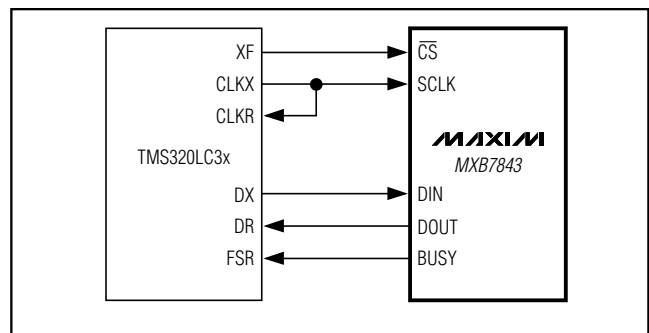 XF
CS
CLKX
SCLK
CLKR
MAXIM
TMS320LC3x
MXB7843
DX
DIN
DR
DOUT
FSR
BUSY